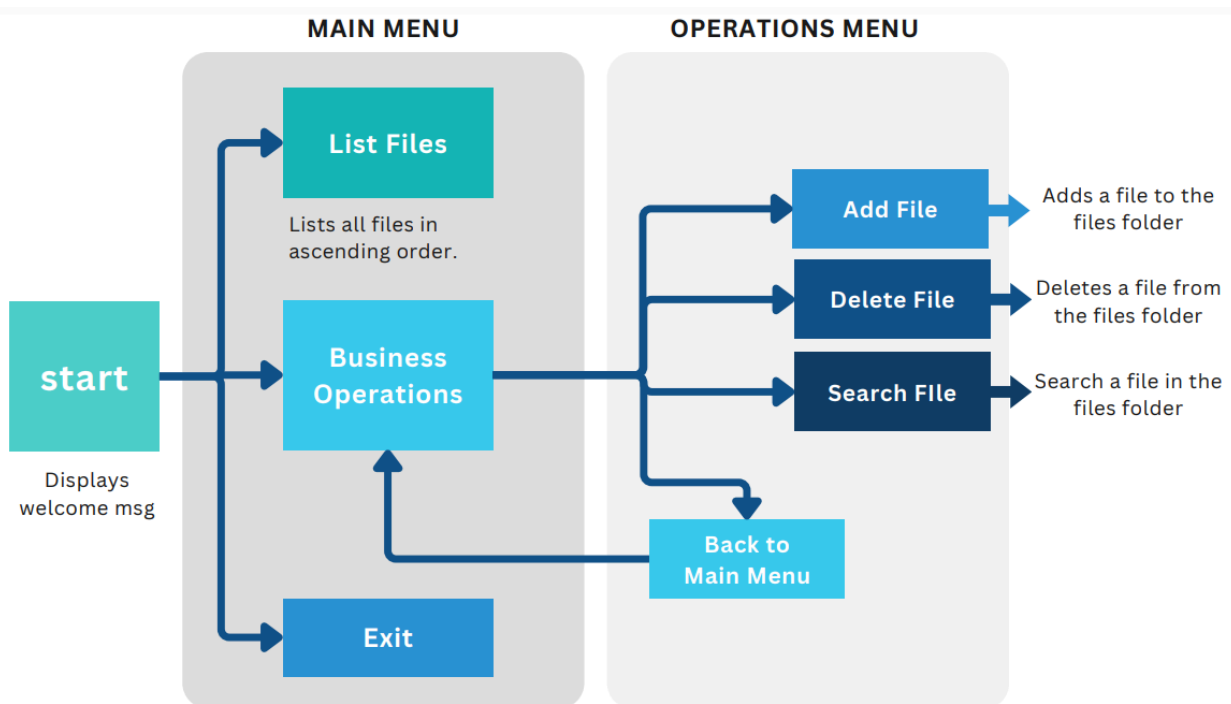 MAIN MENU
OPERATIONS MENU
List Files
Lists all files in
ascending order.
start
Displays
welcome msg
Business
Operations
Exit
Add File
Adds a file to the
files folder
Delete File
Deletes a file from
the files folder
Search FIle
Search a file in the
files folder
Back to
Main Menu